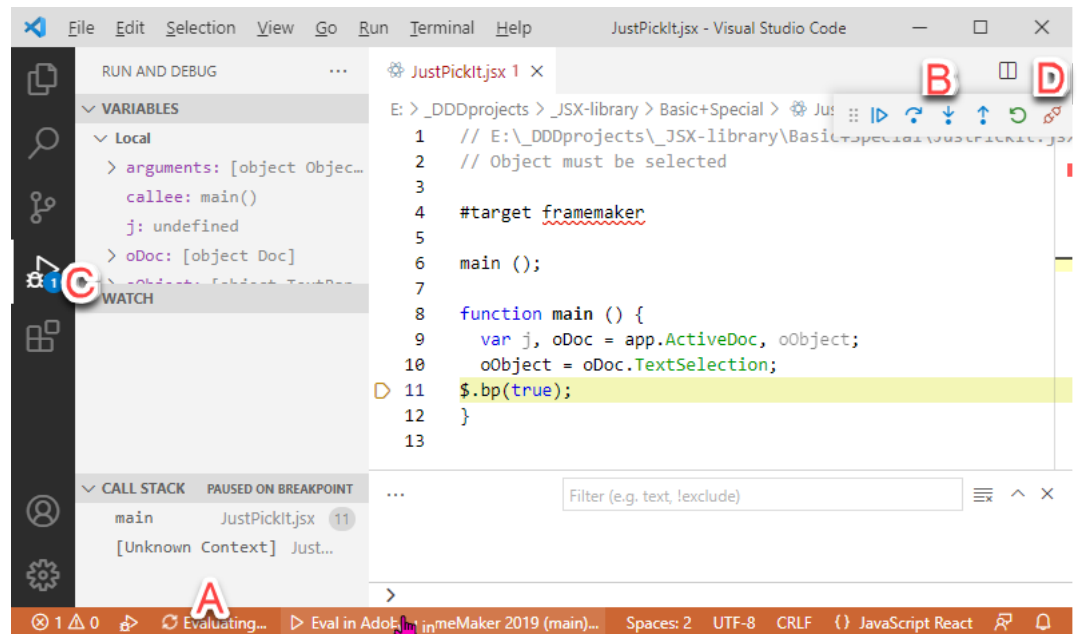 File Edit Selection View Go Run Terminal Help JustPickIt.jsx - Visual Studio Code
RUN AND DEBUG ...
JustPickIt.jsx 1
B
D
VARIABLES
E: > _DDDprojects > _JSX-library > Basic+Special >
Local
arguments: [object Objec...
callee: main()
j: undefined
oDoc: [object Doc]
C
1
WATCH
1 // E:\_DDDprojects\_JSX-library\Basic+Special\JustPickIt.jsx
2 // Object must be selected
3
4 #target framemaker
5
6 main ();
7
8 function main () {
9 var j, oDoc = app.ActiveDoc, oObject;
10 oObject = oDoc.TextSelection;
11 $.bp(true);
12 }
13
CALL STACK PAUSED ON BREAKPOINT
main JustPickIt.jsx 11
[Unknown Context] Just...
... Filter (e.g. text, !exclude)
A
1 0 Evaluating... Eval in meMaker 2019 (main)... Spaces: 2 UTF-8 CRLF {} JavaScript React